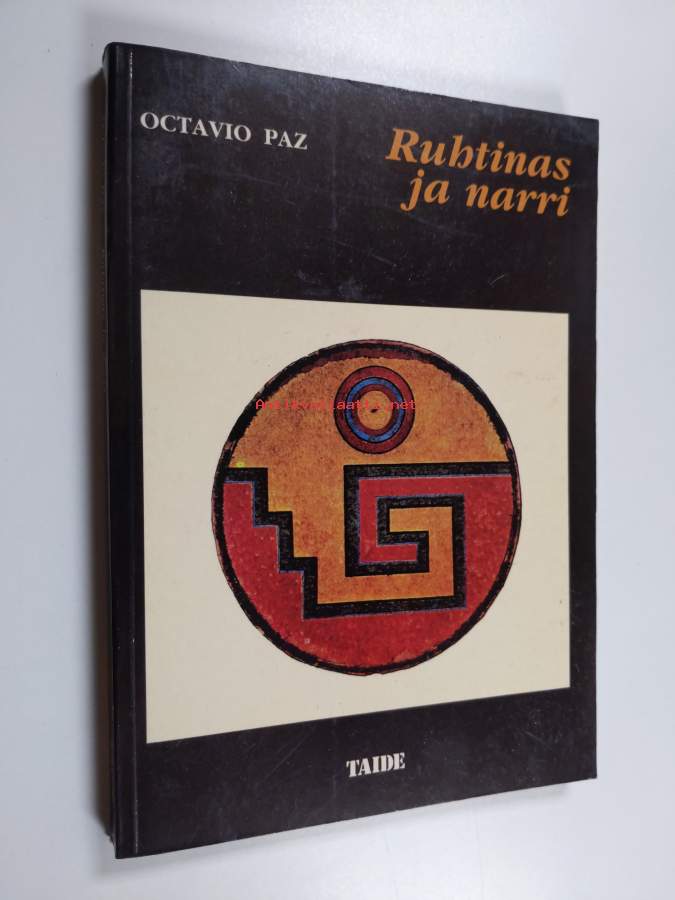 OCTAVIO PAZ
Ruhtinas
ja narri
Antikvariaatti.net
TAIDE